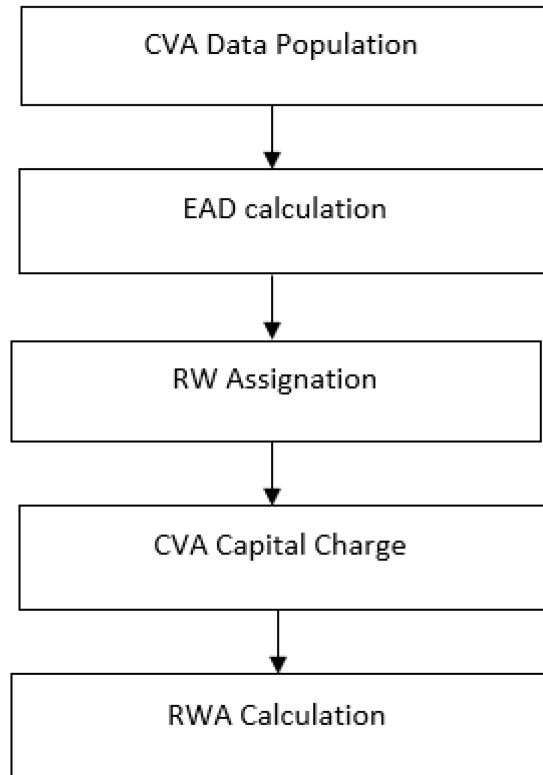 CVA Data Population
EAD calculation
RW Assignation
CVA Capital Charge
RWA Calculation